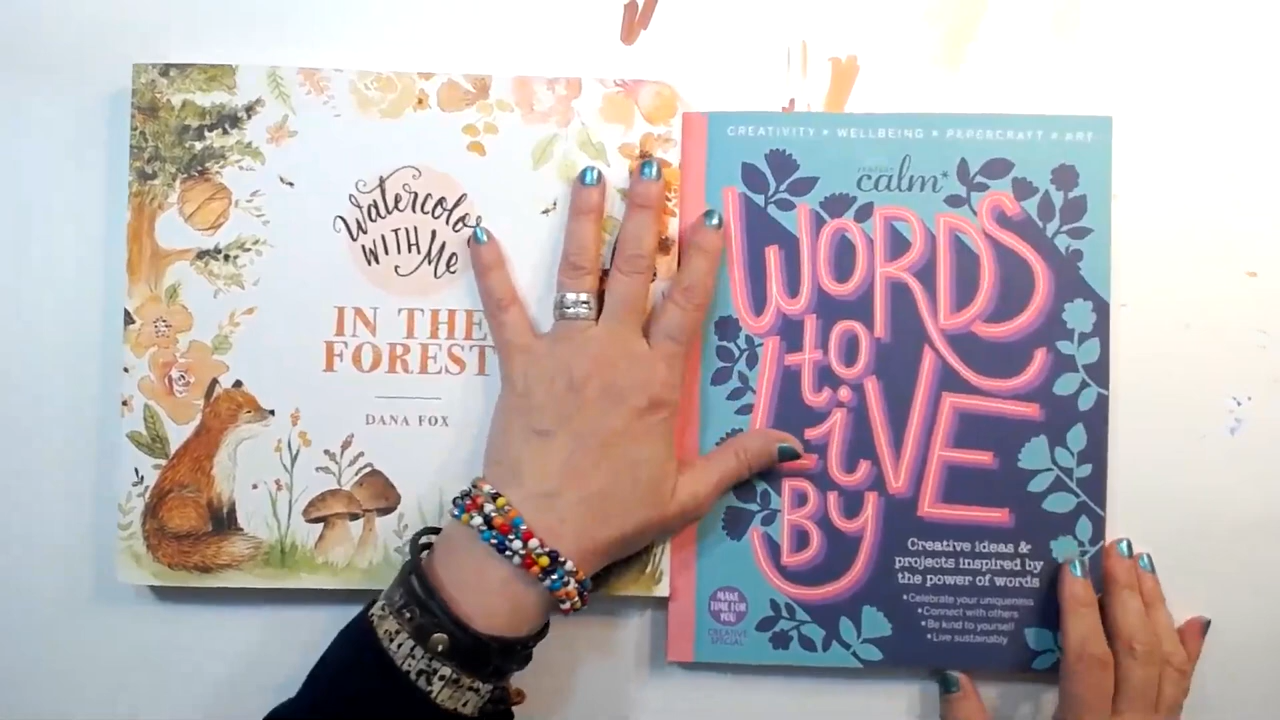 Watercolor
WITH Me
IN THE
FOREST
DANA FOX
CREATIVITY * WELLBEING * PAPERCRAFT * ART
calm*
WORDS
to
LiVE
BY
Creative ideas &
projects inspired by
the power of words
•Celebrate your uniqueness
•Connect with others
•Be kind to yourself
•Live sustainably
MAKE
TIME FOR
YOU
CREATIVE
SPECIAL